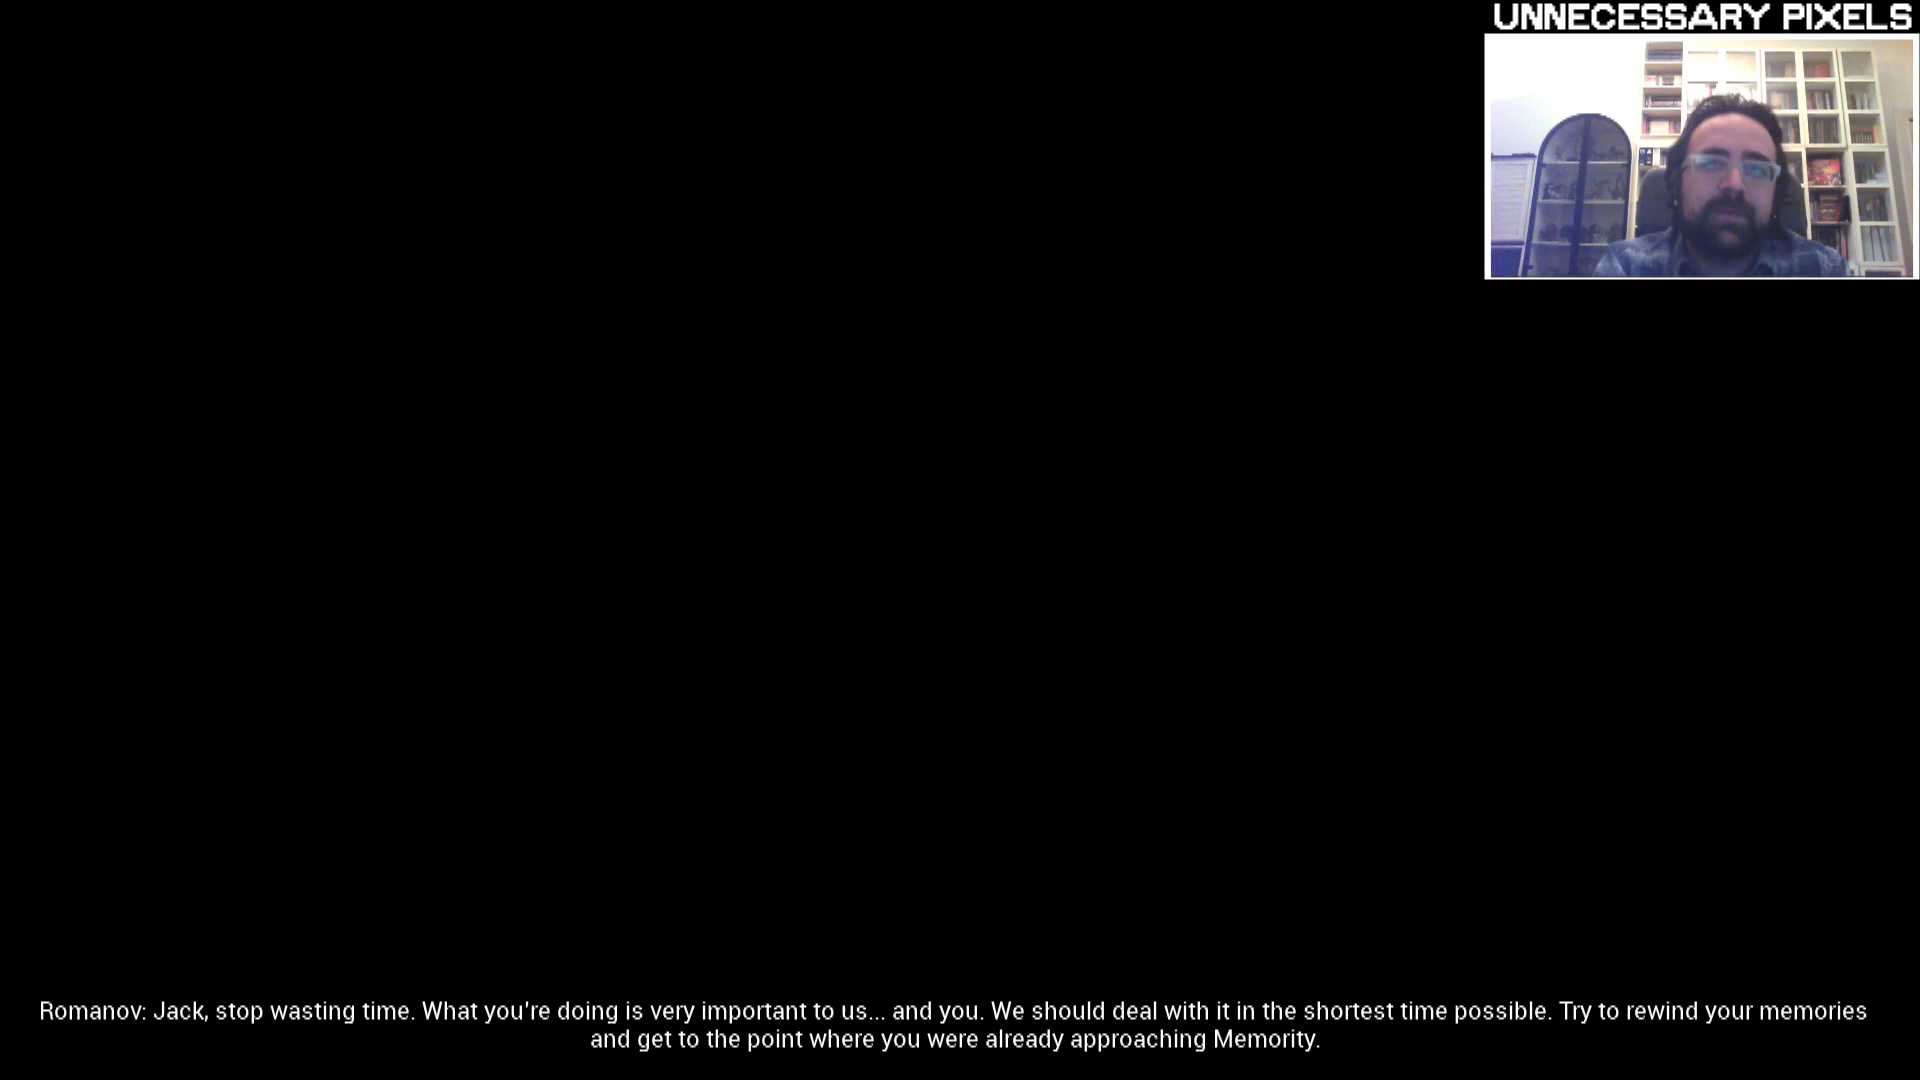 UNNECESSARY PIXELS
Romanov: Jack, stop wasting time. What you're doing is very important to us... and you. We should deal with it in the shortest time possible. Try to rewind your memories
and get to the point where you were already approaching Memority.